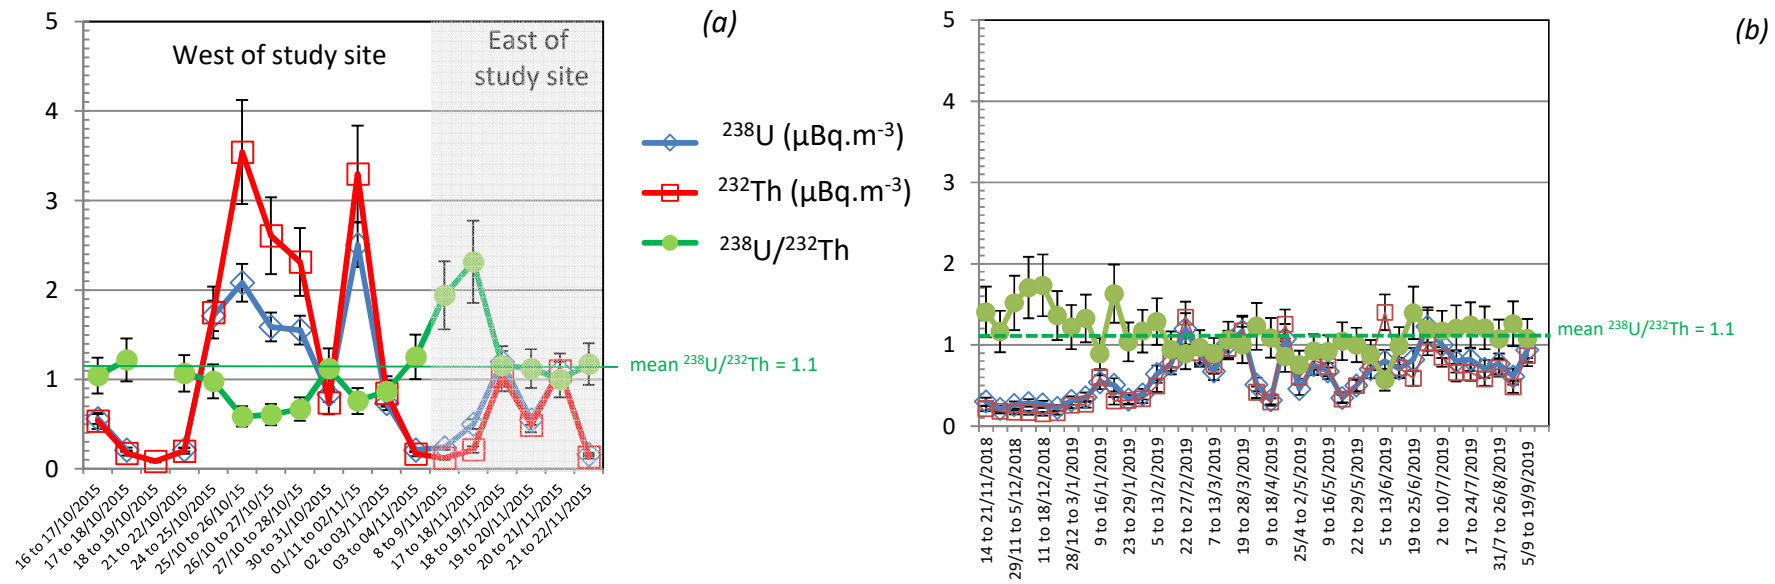 (a)
5
4
3
2
1
0
West of study site
East of
study site
mean ²³⁸U/²³²Th = 1.1
16 to 17/10/2015
17 to 18/10/2015
18 to 19/10/2015
21 to 22/10/2015
24 to 25/10/2015
25/10 to 26/10/15
26/10 to 27/10/15
27/10 to 28/10/15
30 to 31/10/2015
01/11 to 02/11/15
02 to 03/11/2015
03 to 04/11/2015
8 to 9/11/2015
17 to 18/11/2015
18 to 19/11/2015
19 to 20/11/2015
20 to 21/11/2015
21 to 22/11/2015
²³⁸U (µBq.m⁻³)
²³²Th (µBq.m⁻³)
²³⁸U/²³²Th
(b)
5
4
3
2
1
0
mean ²³⁸U/²³²Th = 1.1
14 to 21/11/2018
29/11 to 5/12/2018
11 to 18/12/2018
28/12 to 3/1/2019
9 to 16/1/2019
23 to 29/1/2019
5 to 13/2/2019
22 to 27/2/2019
7 to 13/3/2019
19 to 28/3/2019
9 to 18/4/2019
25/4 to 2/5/2019
9 to 16/5/2019
22 to 29/5/2019
5 to 13/6/2019
19 to 25/6/2019
2 to 10/7/2019
17 to 24/7/2019
31/7 to 26/8/2019
5/9 to 19/9/2019